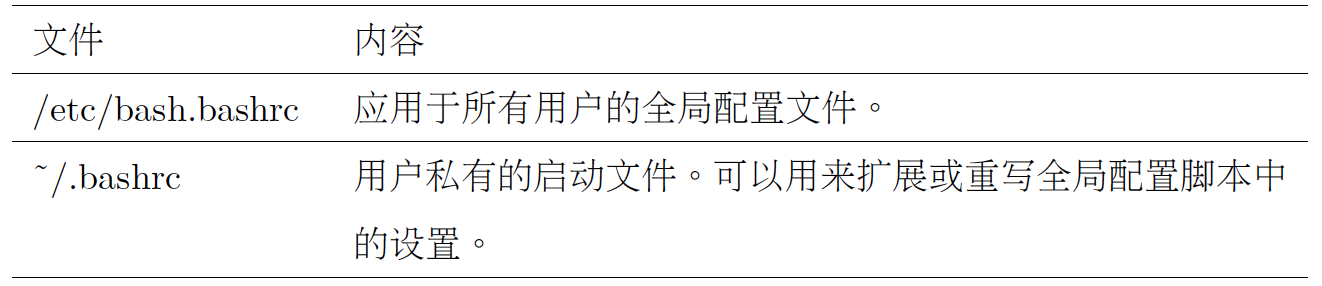 文件 内容
/etc/bash.bashrc 应用于所有用户的全局配置文件。
~/.bashrc 用户私有的启动文件。可以用来扩展或重写全局配置脚本中
的设置。